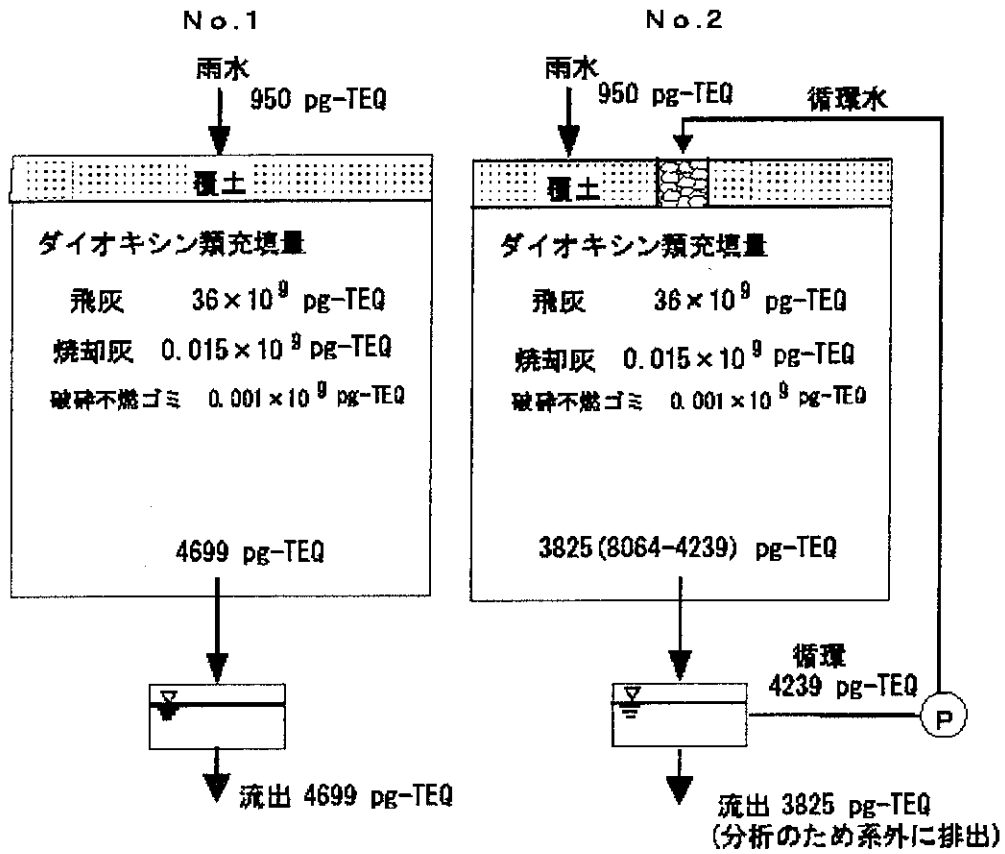 No.1
雨水
950 pg-TEQ
覆土
ダイオキシン類充填量
飛灰 36×10⁹ pg-TEQ
焼却灰 0.015×10⁹ pg-TEQ
破砕不燃ゴミ 0.001×10⁹ pg-TEQ
4699 pg-TEQ
流出 4699 pg-TEQ
No.2
雨水
950 pg-TEQ
循環水
覆土
ダイオキシン類充填量
飛灰 36×10⁹ pg-TEQ
焼却灰 0.015×10⁹ pg-TEQ
破砕不燃ゴミ 0.001×10⁹ pg-TEQ
3825(8064-4239) pg-TEQ
循環
4239 pg-TEQ
P
流出 3825 pg-TEQ
(分析のため系外に排出)